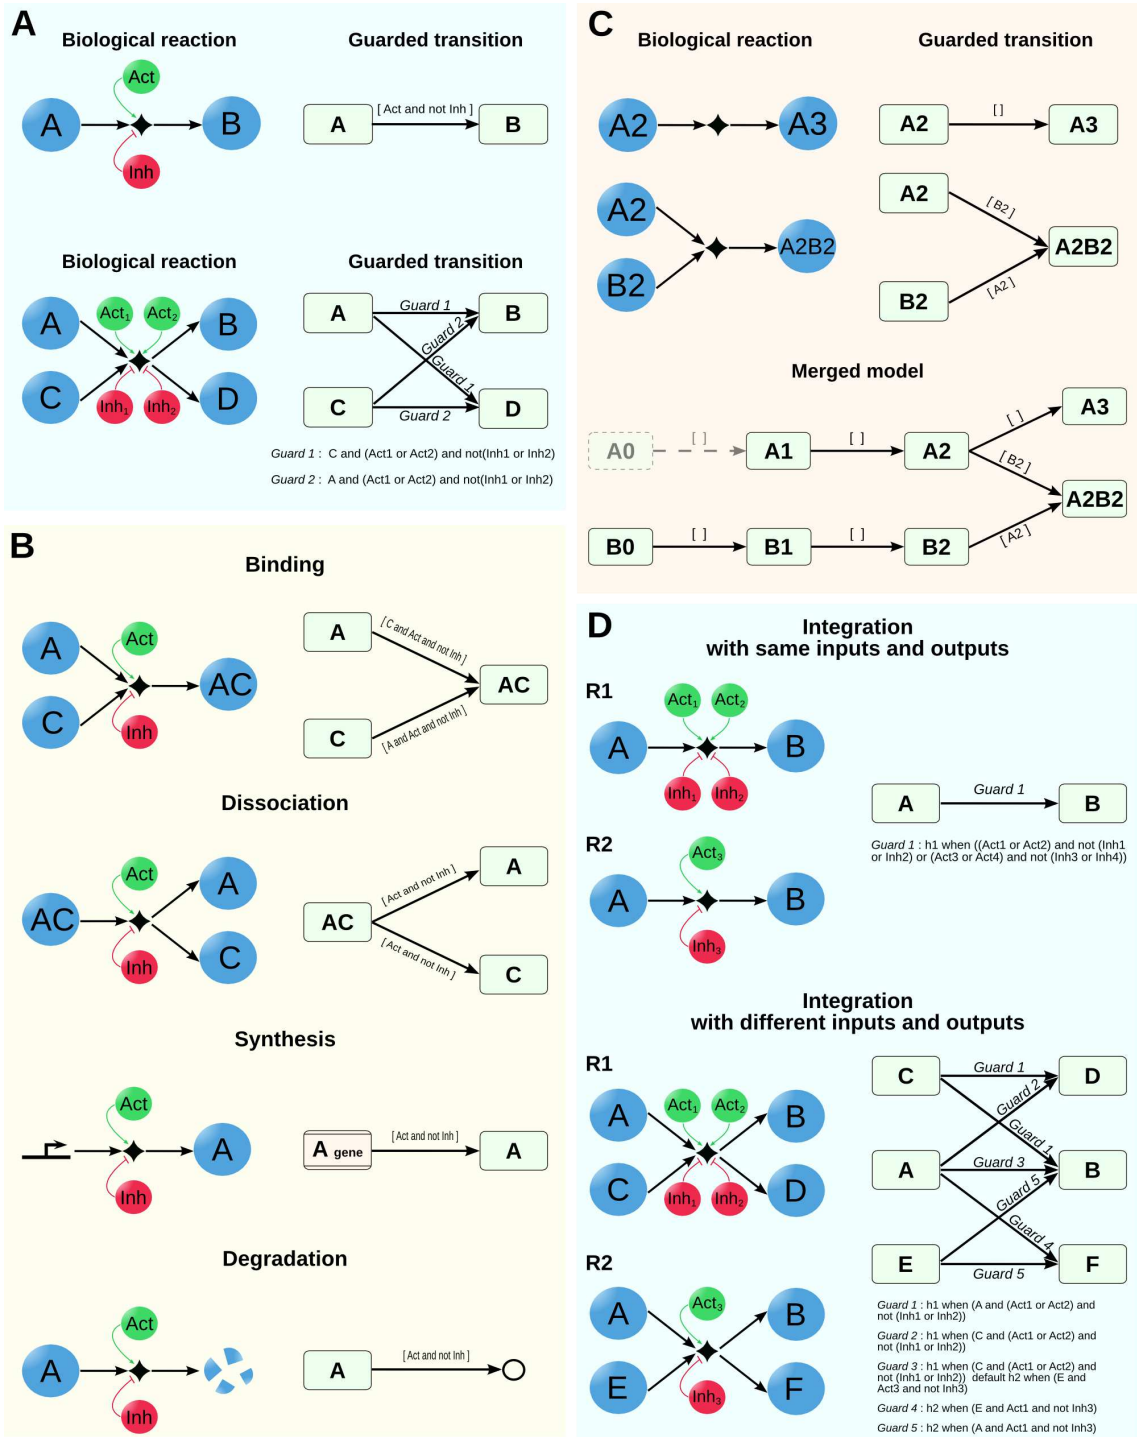 A
Biological reaction
Guarded transition
Act
A
B
Inh
A
[ Act and not Inh ]
B
Biological reaction
Guarded transition
A
Act1
Act2
B
C
Inh1
Inh2
D
A
Guard 1
B
Guard 2
Guard 1
C
Guard 2
D
Guard 1 : C and (Act1 or Act2) and not(Inh1 or Inh2)
Guard 2 : A and (Act1 or Act2) and not(Inh1 or Inh2)
B
Binding
A
Act
AC
C
Inh
A
[ C and Act and not Inh ]
AC
C
[ A and Act and not Inh ]
Dissociation
Act
A
AC
Inh
C
A
[ Act and not Inh ]
AC
[ Act and not Inh ]
C
Synthesis
Act
A
Inh
A gene
[ Act and not Inh ]
A
Degradation
Act
A
Inh
A
[ Act and not Inh ]
C
Biological reaction
Guarded transition
A2
A3
A2
[ ]
A3
A2
B2
A2B2
A2
[ B2 ]
A2B2
B2
[ A2 ]
Merged model
A0
[ ]
A1
[ ]
A2
[ ]
A3
[ B2 ]
A2B2
B0
[ ]
B1
[ ]
B2
[ A2 ]
D
Integration
with same inputs and outputs
R1
Act1
Act2
A
B
Inh1
Inh2
R2
Act3
A
B
Inh3
A
Guard 1
B
Guard 1 : h1 when ((Act1 or Act2) and not (Inh1
or Inh2) or (Act3 or Act4) and not (Inh3 or Inh4))
Integration
with different inputs and outputs
R1
A
Act1
Act2
B
C
Inh1
Inh2
D
R2
A
Act3
B
E
Inh3
F
C
Guard 1
D
Guard 2
Guard 1
A
Guard 3
B
Guard 5
Guard 4
E
Guard 5
F
Guard 1 : h1 when (A and (Act1 or Act2) and
not (Inh1 or Inh2))
Guard 2 : h1 when (C and (Act1 or Act2) and
not (Inh1 or Inh2))
Guard 3 : h1 when (C and (Act1 or Act2) and
not (Inh1 or Inh2)) default h2 when (E and
Act3 and not Inh3)
Guard 4 : h2 when (E and Act1 and not Inh3)
Guard 5 : h2 when (A and Act1 and not Inh3)